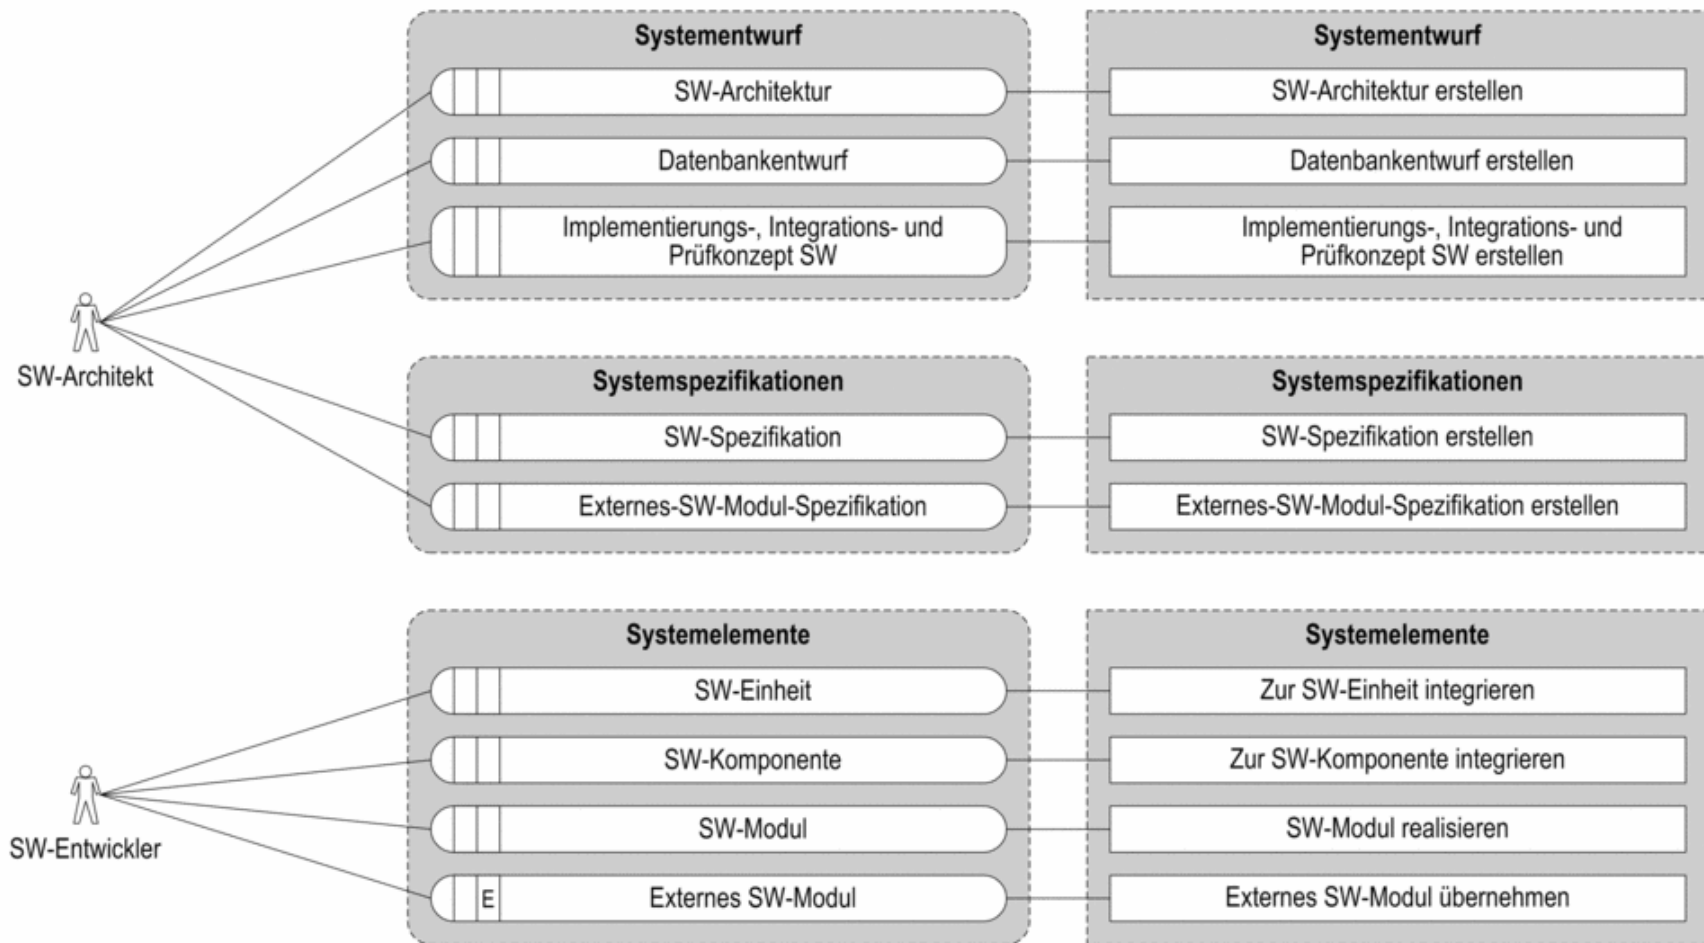 Systementwurf
SW-Architektur
Datenbankentwurf
Implementierungs-, Integrations- und
Prüfkonzept SW
Systementwurf
SW-Architektur erstellen
Datenbankentwurf erstellen
Implementierungs-, Integrations- und
Prüfkonzept SW erstellen
SW-Architekt
Systemspezifikationen
SW-Spezifikation
Externes-SW-Modul-Spezifikation
Systemspezifikationen
SW-Spezifikation erstellen
Externes-SW-Modul-Spezifikation erstellen
SW-Entwickler
Systemelemente
SW-Einheit
SW-Komponente
SW-Modul
E Externes SW-Modul
Systemelemente
Zur SW-Einheit integrieren
Zur SW-Komponente integrieren
SW-Modul realisieren
Externes SW-Modul übernehmen